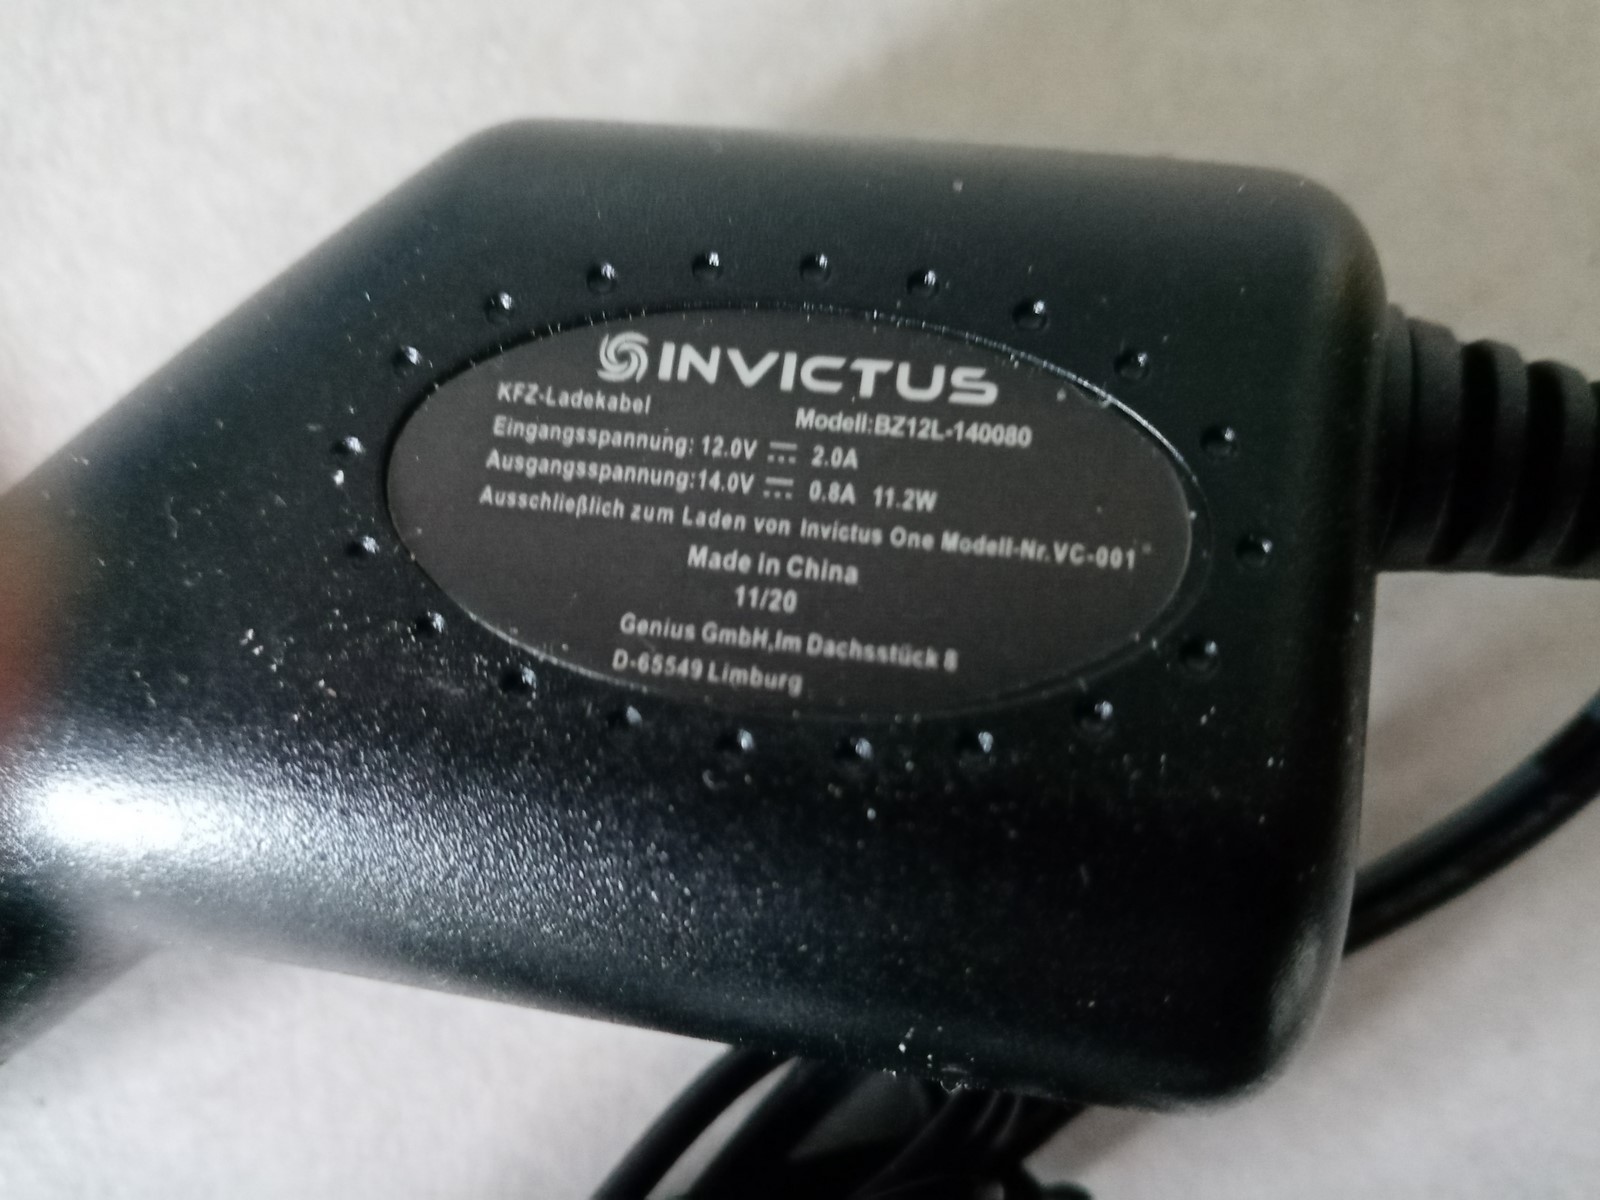 INVICTUS
KFZ-Ladekabel
Modell:BZ12L-140080
Eingangsspannung: 12.0V ⎓ 2.0A
Ausgangsspannung:14.0V ⎓ 0.8A 11.2W
Ausschließlich zum Laden von Invictus One Modell-Nr.VC-001
Made in China
11/20
Genius GmbH,Im Dachsstück 8
D-65549 Limburg